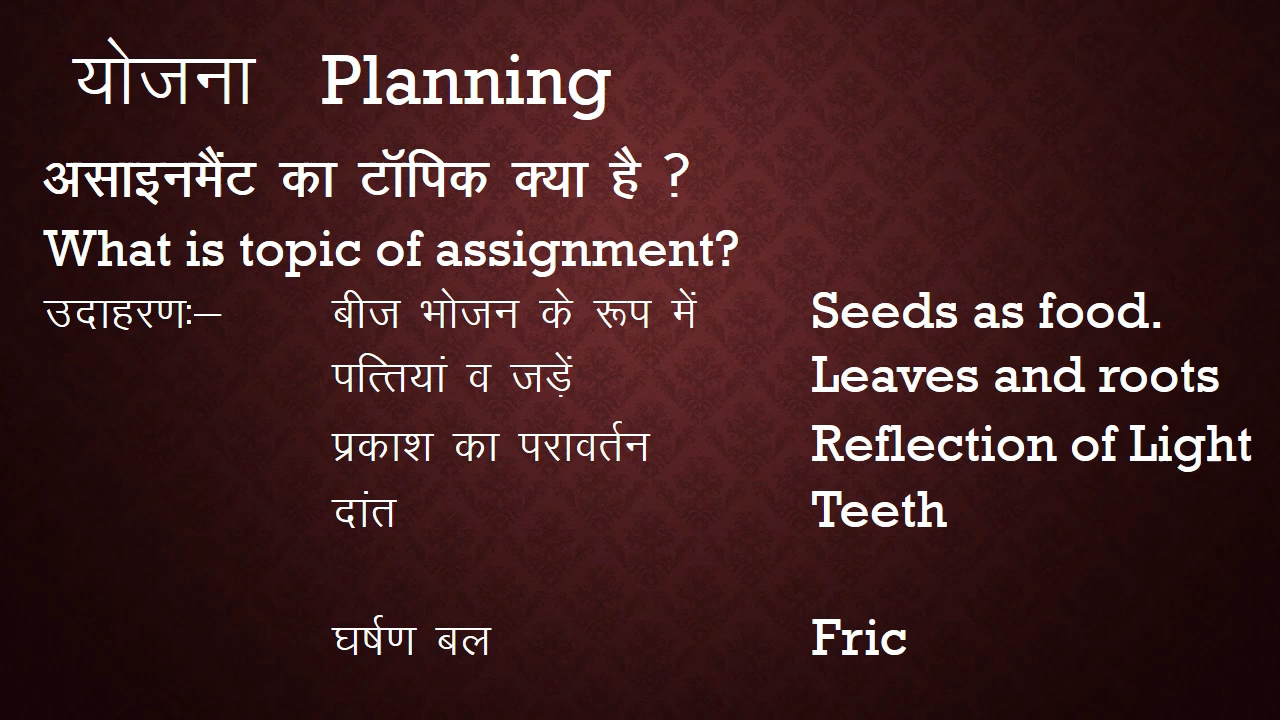 योजना Planning
असाइनमैंट का टॉपिक क्या है ?
What is topic of assignment?
उदाहरणः– बीज भोजन के रूप में Seeds as food.
पत्तियां व जड़ें Leaves and roots
प्रकाश का परावर्तन Reflection of Light
दांत Teeth
घर्षण बल Fric